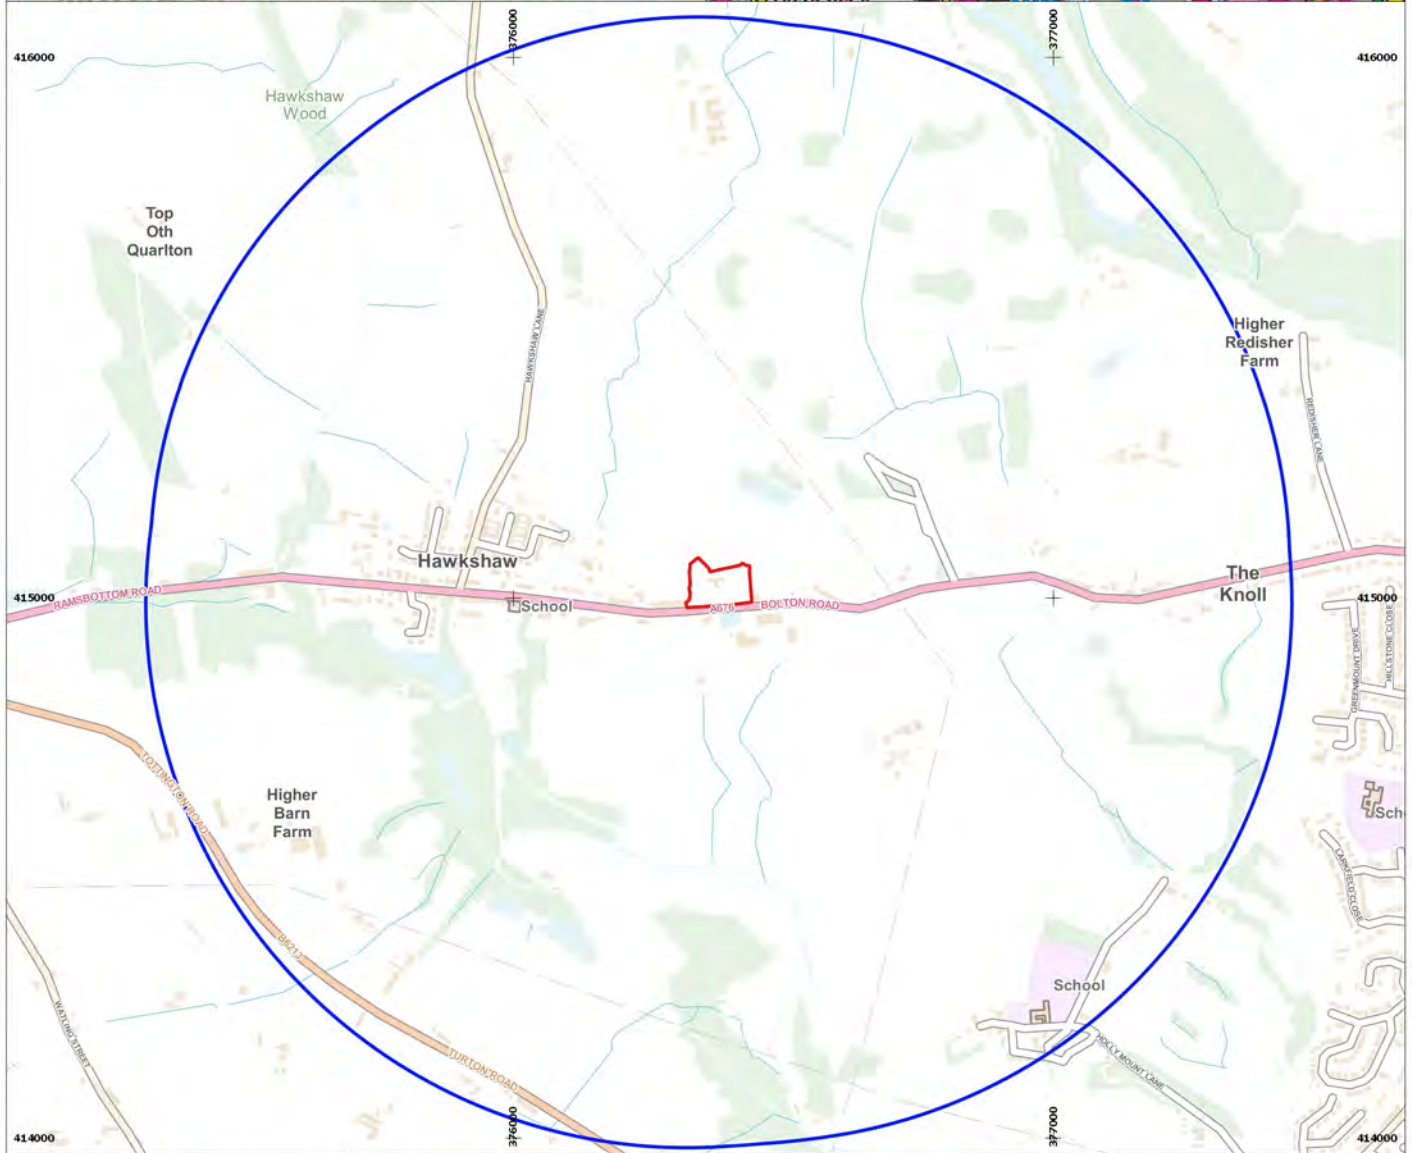 376000
377000
416000
416000
Hawkshaw
Wood
Top
Oth
Quarlton
HAWKSHAW LANE
Higher
Redisher
Farm
REDISHER LANE
Hawkshaw
The
Knoll
RAMSBOTTOM ROAD
415000
School
A676
BOLTON ROAD
415000
GREENMOUNT DRIVE
HILLSTONE CLOSE
TOTTINGTON ROAD
Higher
Barn
Farm
Sch
LARKFIELD CLOSE
B6213
School
WATLING STREET
TURTON ROAD
HOLLY MOUNT LANE
414000
376000
377000
414000